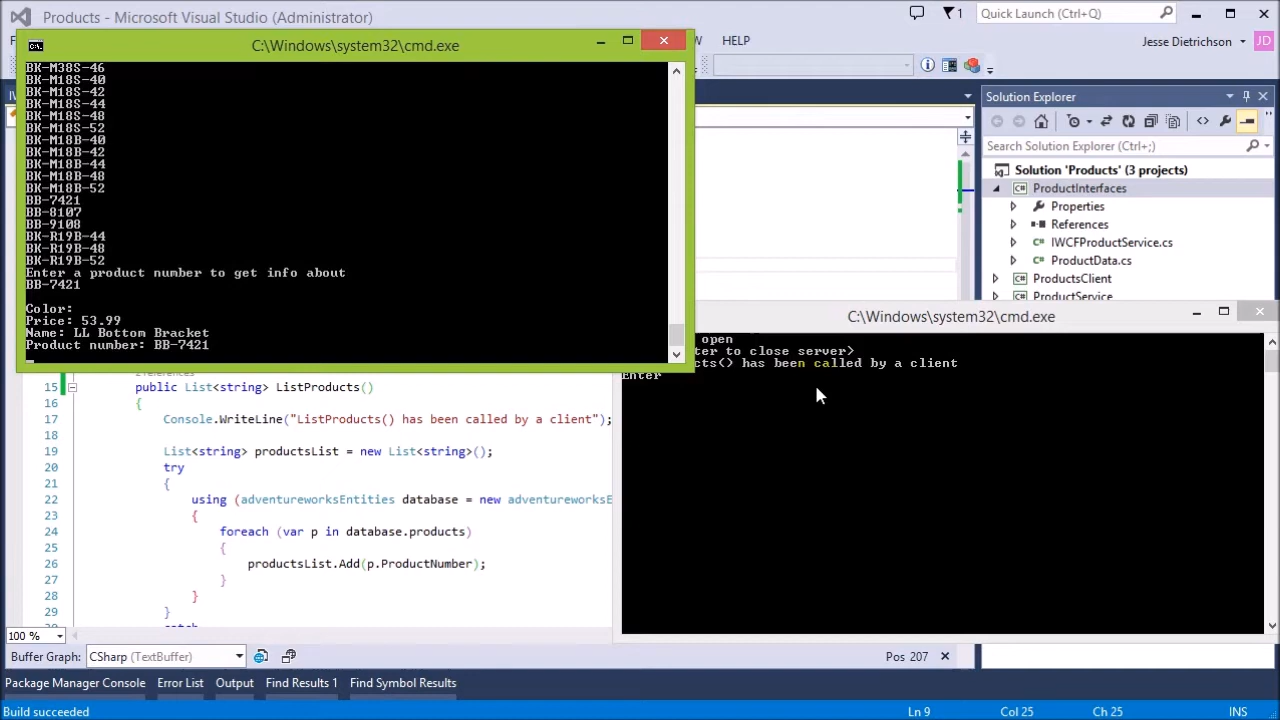 Products - Microsoft Visual Studio (Administrator)
1
Quick Launch (Ctrl+Q)
C:\Windows\system32\cmd.exe
HELP
Jesse Dietrichson
JD
BK-M38S-46
BK-M18S-40
BK-M18S-42
BK-M18S-44
BK-M18S-48
BK-M18S-52
BK-M18B-40
BK-M18B-42
BK-M18B-44
BK-M18B-48
BK-M18B-52
BB-7421
BB-8107
BB-9108
BK-R19B-44
BK-R19B-48
BK-R19B-52
Enter a product number to get info about
BB-7421
Color:
Price: 53.99
Name: LL Bottom Bracket
Product number: BB-7421
Solution Explorer
Search Solution Explorer (Ctrl+;)
Solution 'Products' (3 projects)
ProductInterfaces
Properties
References
IWCFProductService.cs
ProductData.cs
ProductsClient
ProductService
C:\Windows\system32\cmd.exe
open
ter to close server>
cts() has been called by a client
Enter
15 public List<string> ListProducts()
16 {
17 Console.WriteLine("ListProducts() has been called by a client");
18
19 List<string> productsList = new List<string>();
20 try
21 {
22 using (adventureworksEntities database = new adventureworksE
23 {
24 foreach (var p in database.products)
25 {
26 productsList.Add(p.ProductNumber);
27 }
28 }
29 }
100 %
Buffer Graph: CSharp (TextBuffer)
Pos 207
Package Manager Console Error List Output Find Results 1 Find Symbol Results
Build succeeded
Ln 9 Col 25 Ch 25 INS